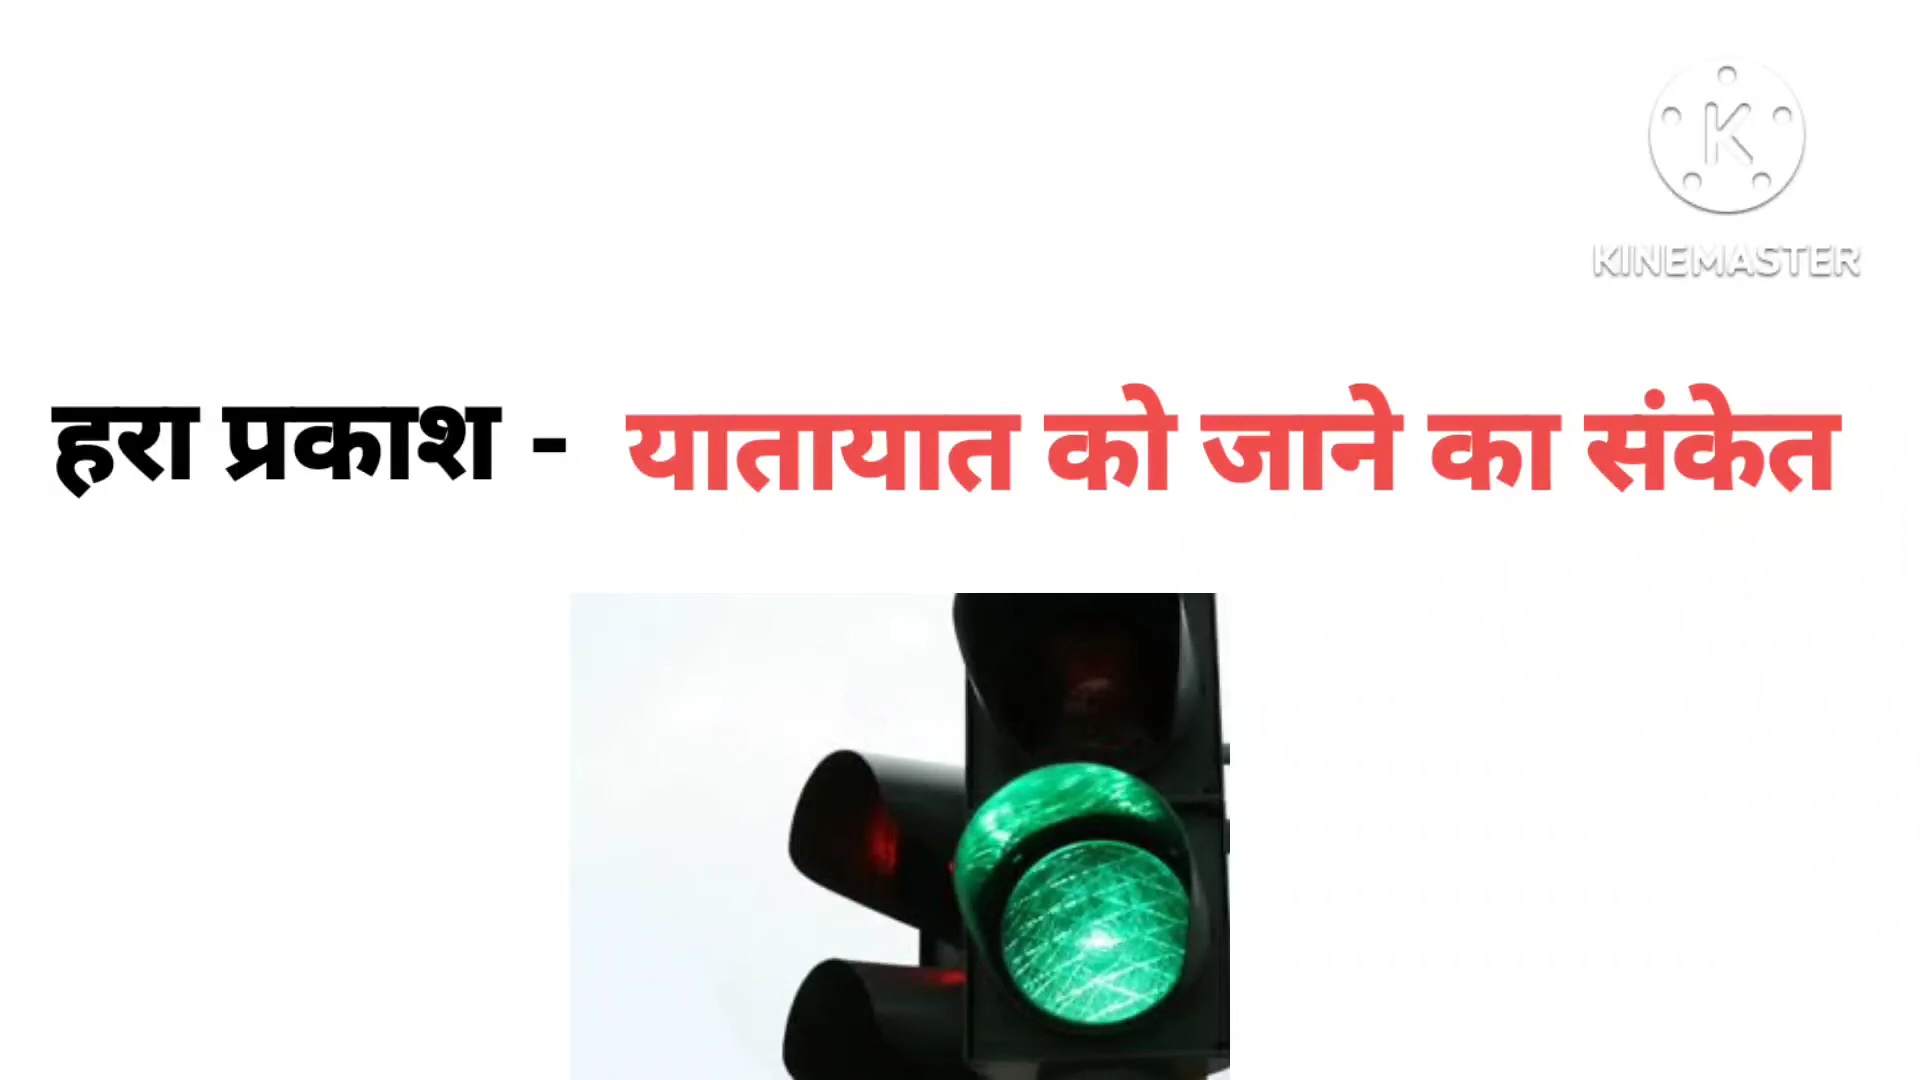 K
KINEMASTER
हरा प्रकाश - यातायात को जाने का संकेत